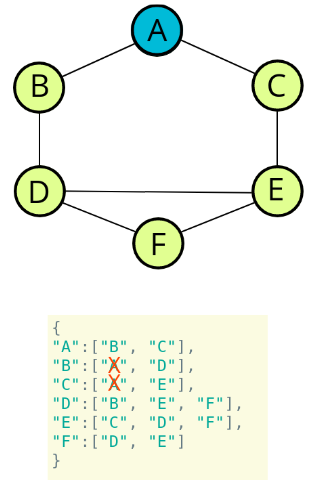 A
B
C
D
E
F
{
"A":["B", "C"],
"B":["A", "D"],
"C":["A", "E"],
"D":["B", "E", "F"],
"E":["C", "D", "F"],
"F":["D", "E"]
}